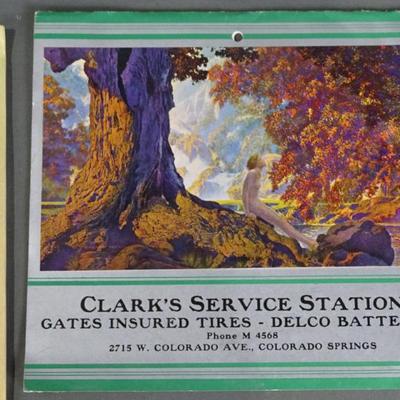 CLARK'S SERVICE STATION
GATES INSURED TIRES - DELCO BATTE
Phone M 4568
2715 W. COLORADO AVE., COLORADO SPRINGS